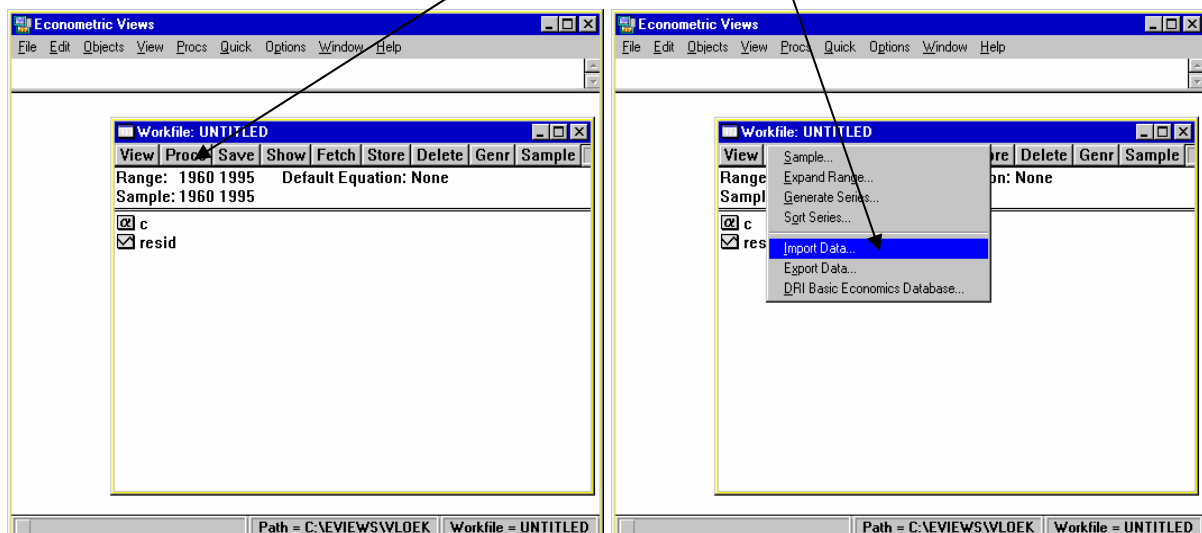 Econometric Views
File Edit Objects View Procs Quick Options Window Help
Workfile: UNTITLED
View Procs Save Show Fetch Store Delete Genr Sample
Range: 1960 1995 Default Equation: None
Sample: 1960 1995
c
resid
Path = C:\EVIEWS\VLOEK Workfile = UNTITLED
Econometric Views
File Edit Objects View Procs Quick Options Window Help
Workfile: UNTITLED
View ore Delete Genr Sample
Range on: None
Sampl
c
res
Sample...
Expand Range...
Generate Series...
Sort Series...
Import Data...
Export Data...
DRI Basic Economics Database...
Path = C:\EVIEWS\VLOEK Workfile = UNTITLED